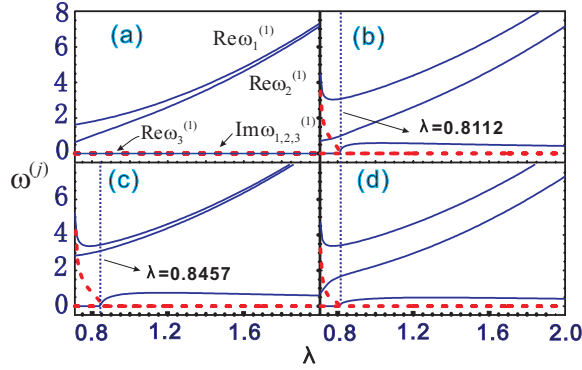 8
(a)
Reω₁⁽¹⁾
(b)
6
Reω₂⁽¹⁾
4
2
Reω₃⁽¹⁾
Imω₁,₂,₃⁽¹⁾
λ=0.8112
0
ω⁽ʲ⁾
6
(c)
(d)
4
λ=0.8457
2
0
0.8 1.2 1.6 0.8 1.2 1.6 2.0
λ